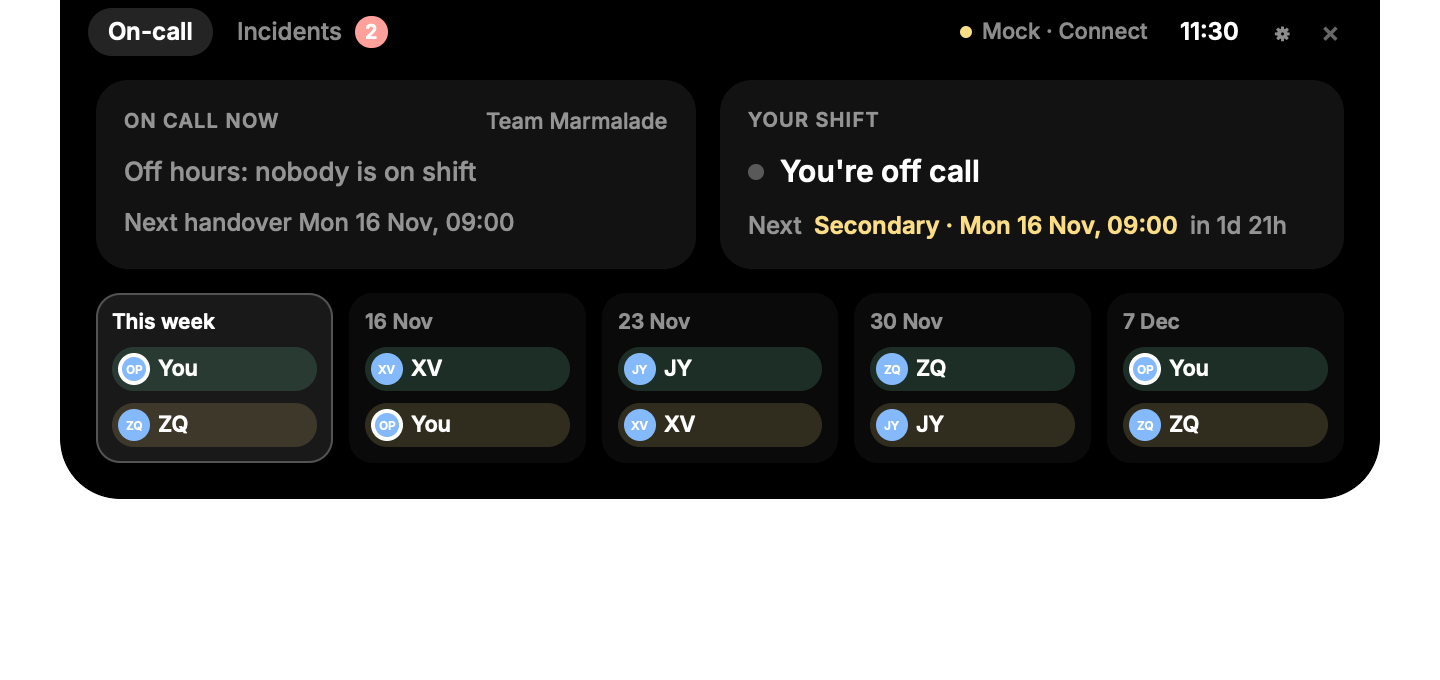 On-call Incidents 2 Mock · Connect 11:30
ON CALL NOW Team Marmalade
Off hours: nobody is on shift
Next handover Mon 16 Nov, 09:00
YOUR SHIFT
You're off call
Next Secondary · Mon 16 Nov, 09:00 in 1d 21h
This week
OP You
ZQ ZQ
16 Nov
XV XV
OP You
23 Nov
JY JY
XV XV
30 Nov
ZQ ZQ
JY JY
7 Dec
OP You
ZQ ZQ